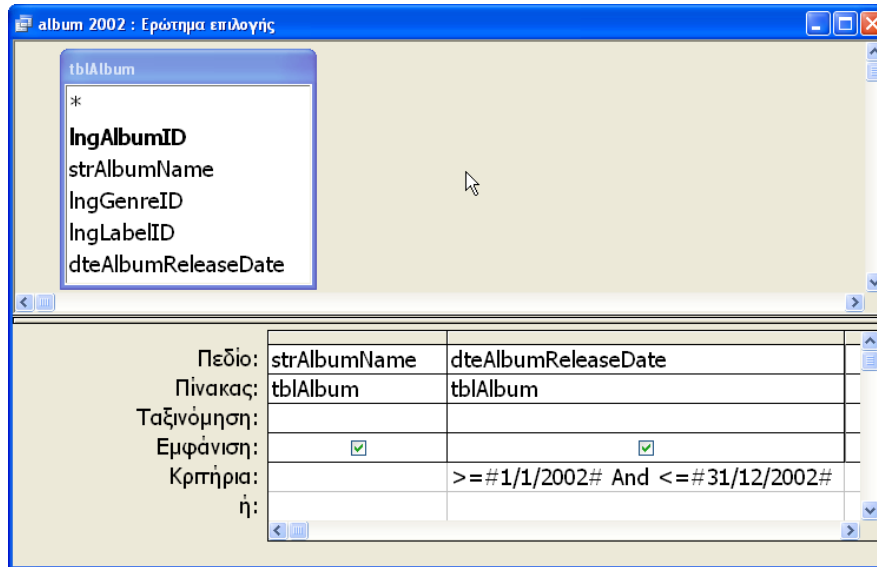 album 2002 : Ερώτημα επιλογής
tblAlbum
*
lngAlbumID
strAlbumName
lngGenreID
lngLabelID
dteAlbumReleaseDate
Πεδίο: strAlbumName dteAlbumReleaseDate
Πίνακας: tblAlbum tblAlbum
Ταξινόμηση:
Εμφάνιση:
Κριτήρια: >=#1/1/2002# And <=#31/12/2002#
ή: